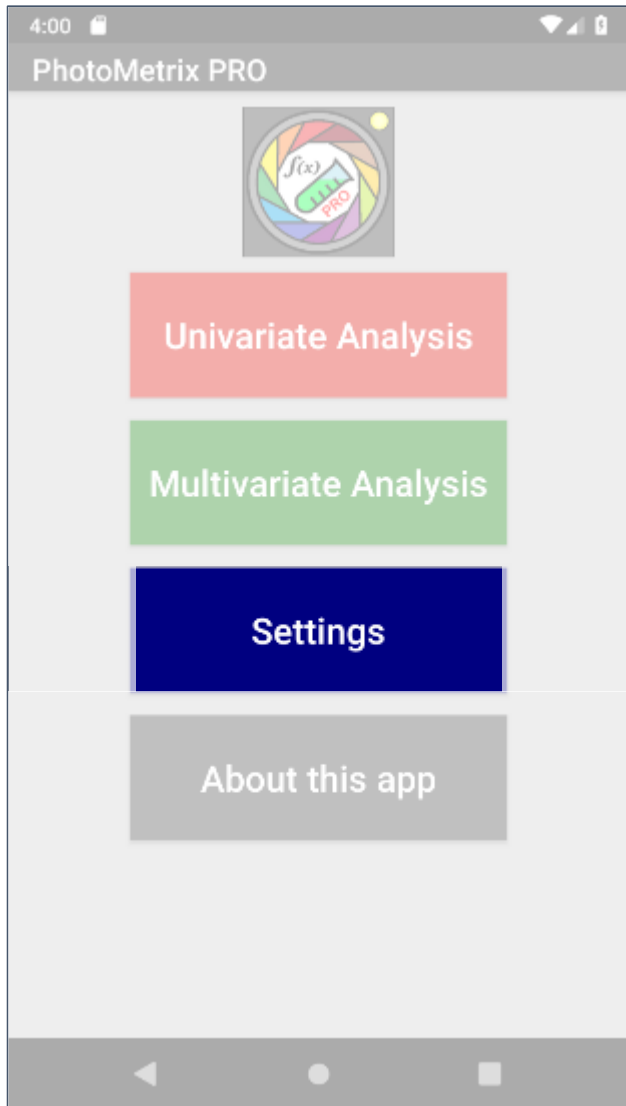 4:00
PhotoMetrix PRO
f(x)
PRO
Univariate Analysis
Multivariate Analysis
Settings
About this app